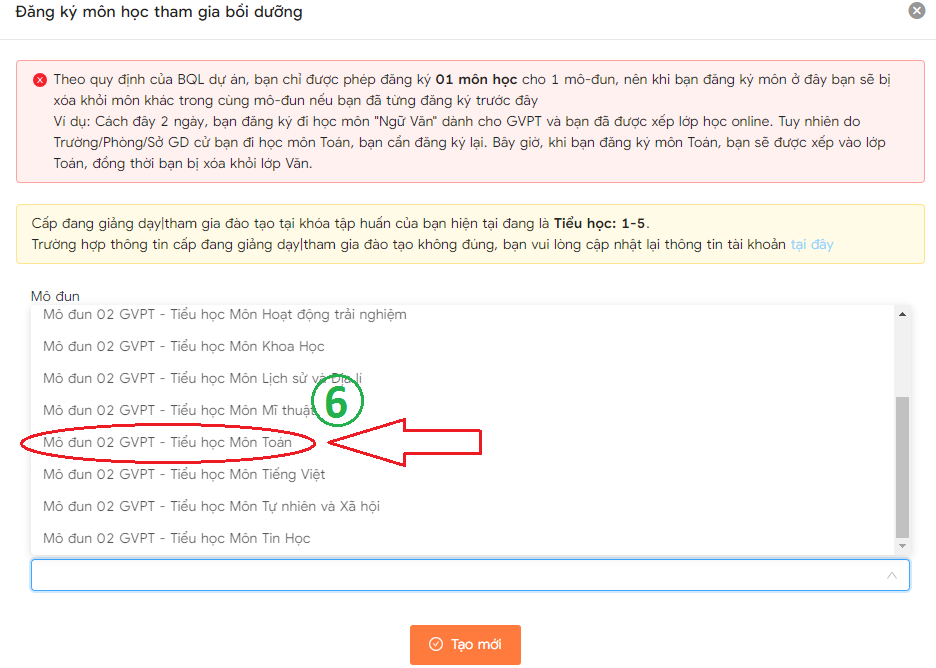 Đăng ký môn học tham gia bồi dưỡng
Theo quy định của BQL dự án, bạn chỉ được phép đăng ký 01 môn học cho 1 mô-đun, nên khi bạn đăng ký môn ở đây bạn sẽ bị
xóa khỏi môn khác trong cùng mô-đun nếu bạn đã từng đăng ký trước đây
Ví dụ: Cách đây 2 ngày, bạn đăng ký đi học môn "Ngữ Văn" dành cho GVPT và bạn đã được xếp lớp học online. Tuy nhiên do
Trường/Phòng/Sở GD cử bạn đi học môn Toán, bạn cần đăng ký lại. Bây giờ, khi bạn đăng ký môn Toán, bạn sẽ được xếp vào lớp
Toán, đồng thời bạn bị xóa khỏi lớp Văn.
Cấp đang giảng dạy|tham gia đào tạo tại khóa tập huấn của bạn hiện tại đang là Tiểu học: 1-5.
Trường hợp thông tin cấp đang giảng dạy|tham gia đào tạo không đúng, bạn vui lòng cập nhật lại thông tin tài khoản tại đây
Mô đun
Mô đun 02 GVPT - Tiểu học Môn Hoạt động trải nghiệm
Mô đun 02 GVPT - Tiểu học Môn Khoa Học
Mô đun 02 GVPT - Tiểu học Môn Lịch sử và Địa lí
Mô đun 02 GVPT - Tiểu học Môn Mĩ thuật
6
Mô đun 02 GVPT - Tiểu học Môn Toán
Mô đun 02 GVPT - Tiểu học Môn Tiếng Việt
Mô đun 02 GVPT - Tiểu học Môn Tự nhiên và Xã hội
Mô đun 02 GVPT - Tiểu học Môn Tin Học
Tạo mới